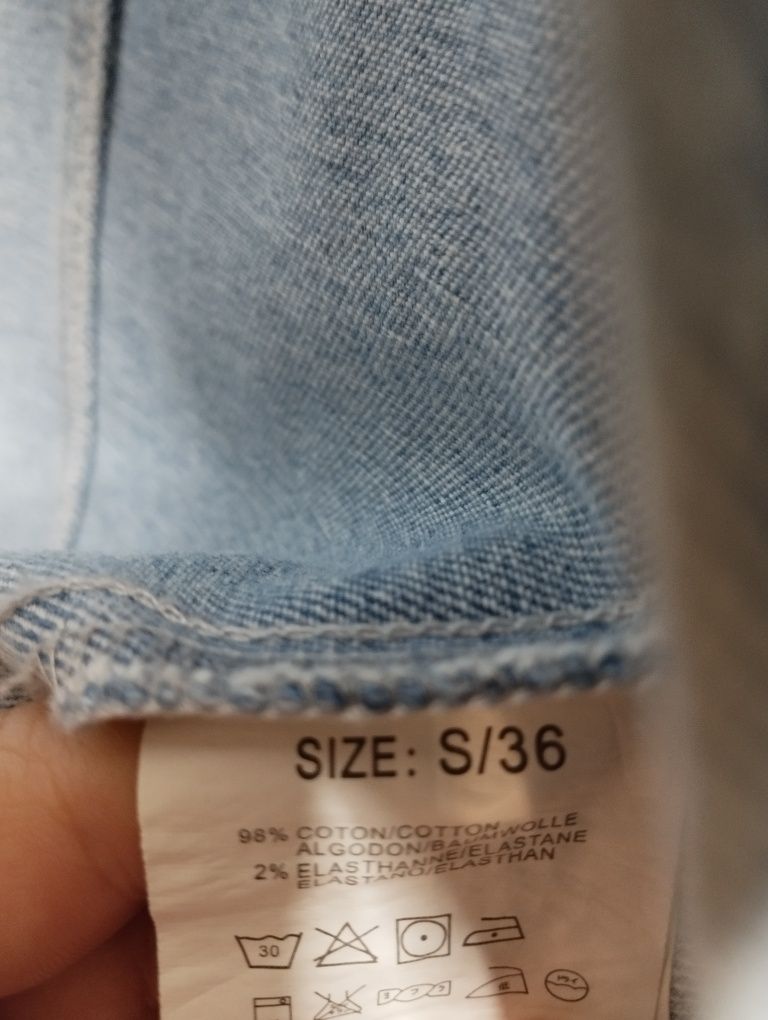 SIZE: S/36
98% COTON/COTTON/BAUMWOLLE
ALGODON/ELASTANE
2% ELASTHANNE/ELASTHAN
ELASTANO
30